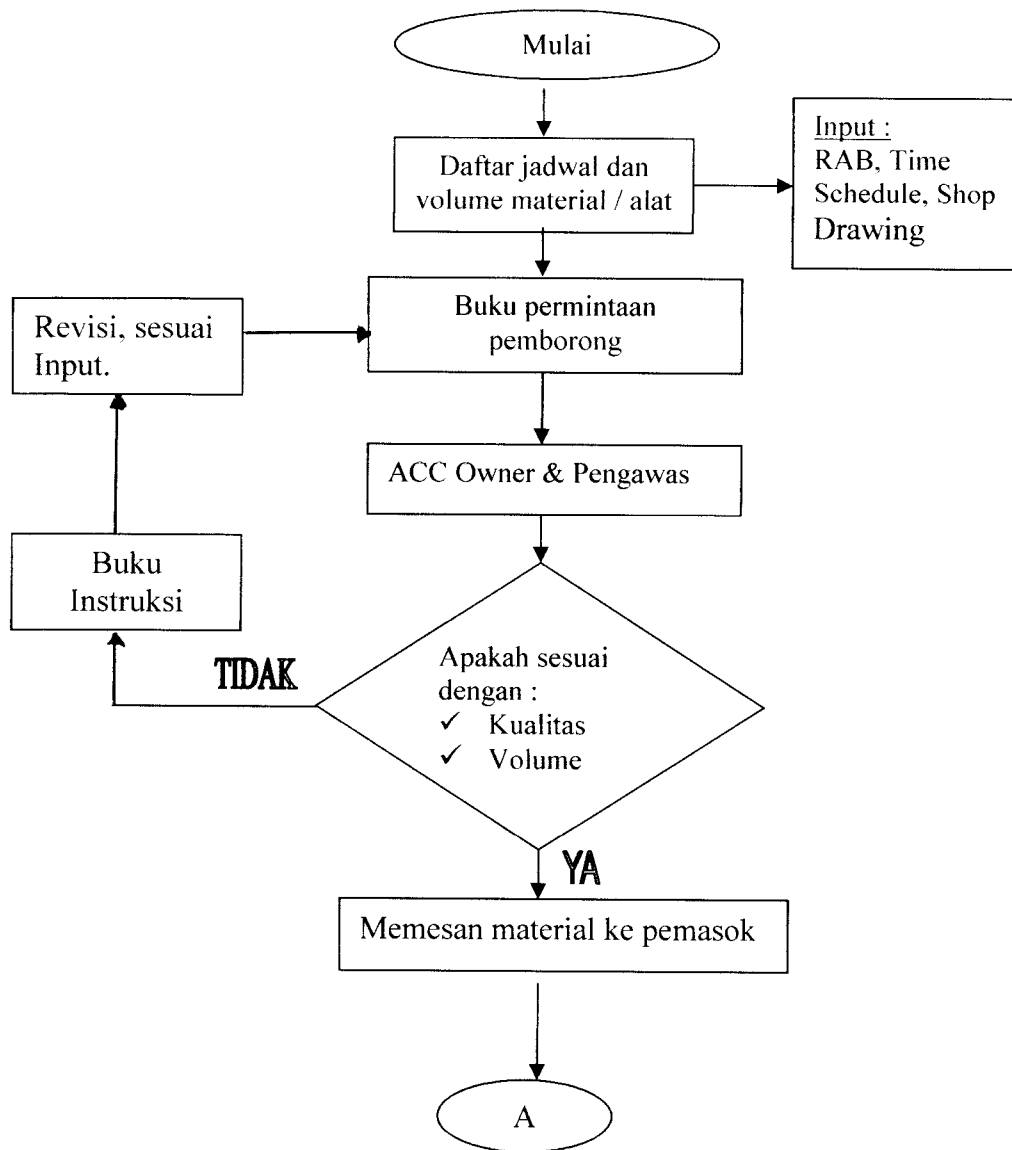 Mulai
Daftar jadwal dan
volume material / alat
Input :
RAB, Time
Schedule, Shop
Drawing
Buku permintaan
pemborong
Revisi, sesuai
Input.
ACC Owner & Pengawas
Buku
Instruksi
TIDAK
Apakah sesuai
dengan :
✓ Kualitas
✓ Volume
YA
Memesan material ke pemasok
A